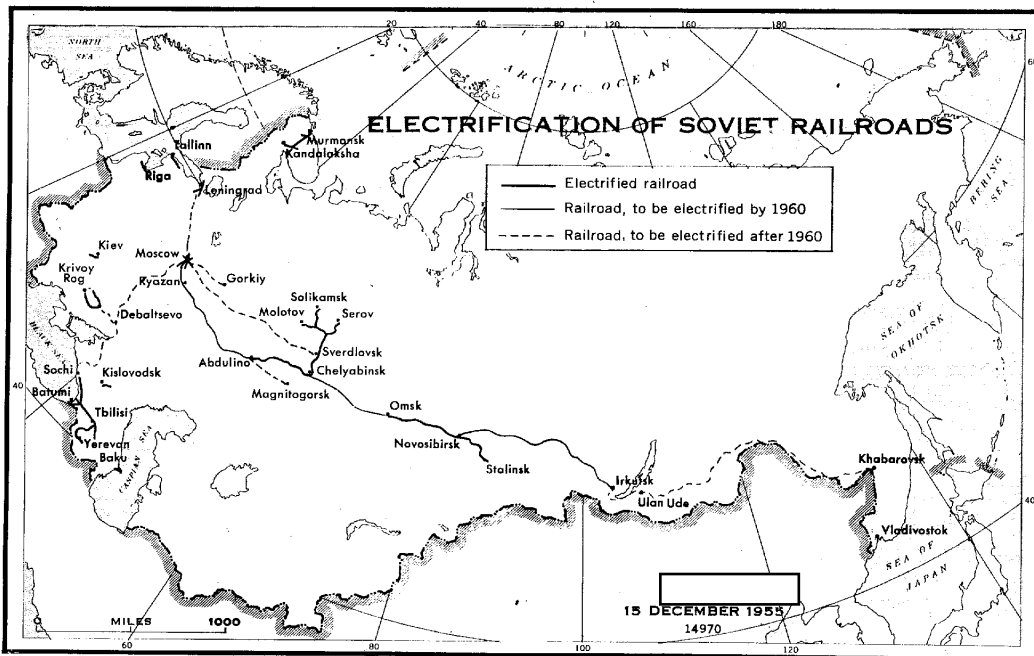 20
40
80
120
160
180
60
NORTH
SEA
ARCTIC OCEAN
ELECTRIFICATION OF SOVIET RAILROADS
Electrified railroad
Railroad, to be electrified by 1960
Railroad, to be electrified after 1960
BERING
SEA
Murmansk
Kandalaksha
Tallinn
Riga
Leningrad
Kiev
Moscow
Krivoy
Rog
Ryazan
Gorkiy
Solikamsk
Molotov
Serov
Debaltsevo
SEA OF
OKHOTSK
BLACK SEA
Sverdlovsk
Abdulino
Chelyabinsk
Sochi
Kislovodsk
Magnitogorsk
40
Batumi
Tbilisi
Omsk
Yerevan
Baku
CASPIAN SEA
Novosibirsk
Stalinsk
Khabarovsk
Irkutsk
Ulan Ude
40
Vladivostok
SEA OF
JAPAN
MILES
1000
15 DECEMBER 1955
14970
60
80
100
120